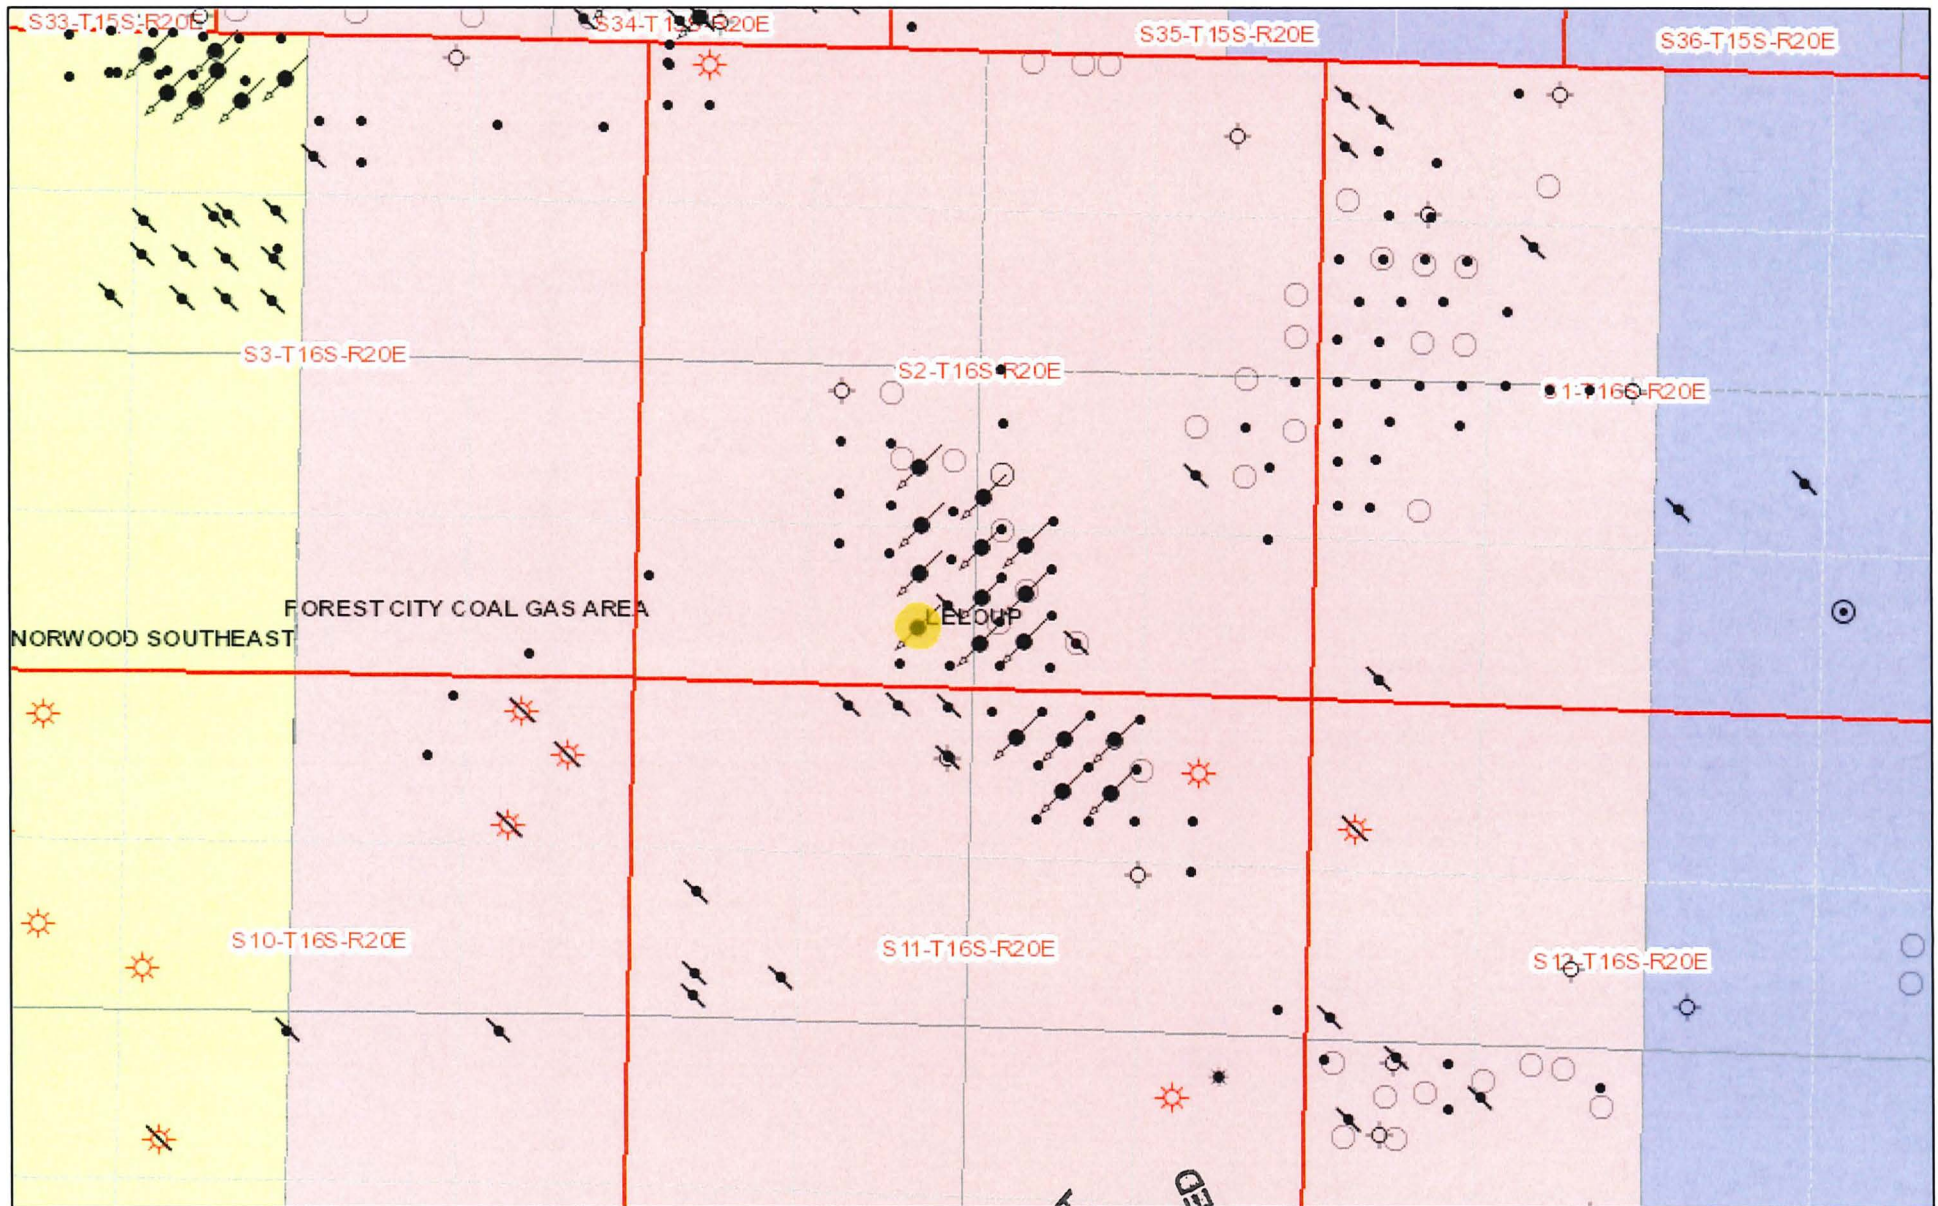 S33-T15S-R20E
S34-T15S-R20E
S35-T15S-R20E
S36-T15S-R20E
S3-T16S-R20E
S2-T16S-R20E
S1-T16S-R20E
FOREST CITY COAL GAS AREA
LELOUP
NORWOOD SOUTHEAST
S10-T16S-R20E
S11-T16S-R20E
S12-T16S-R20E